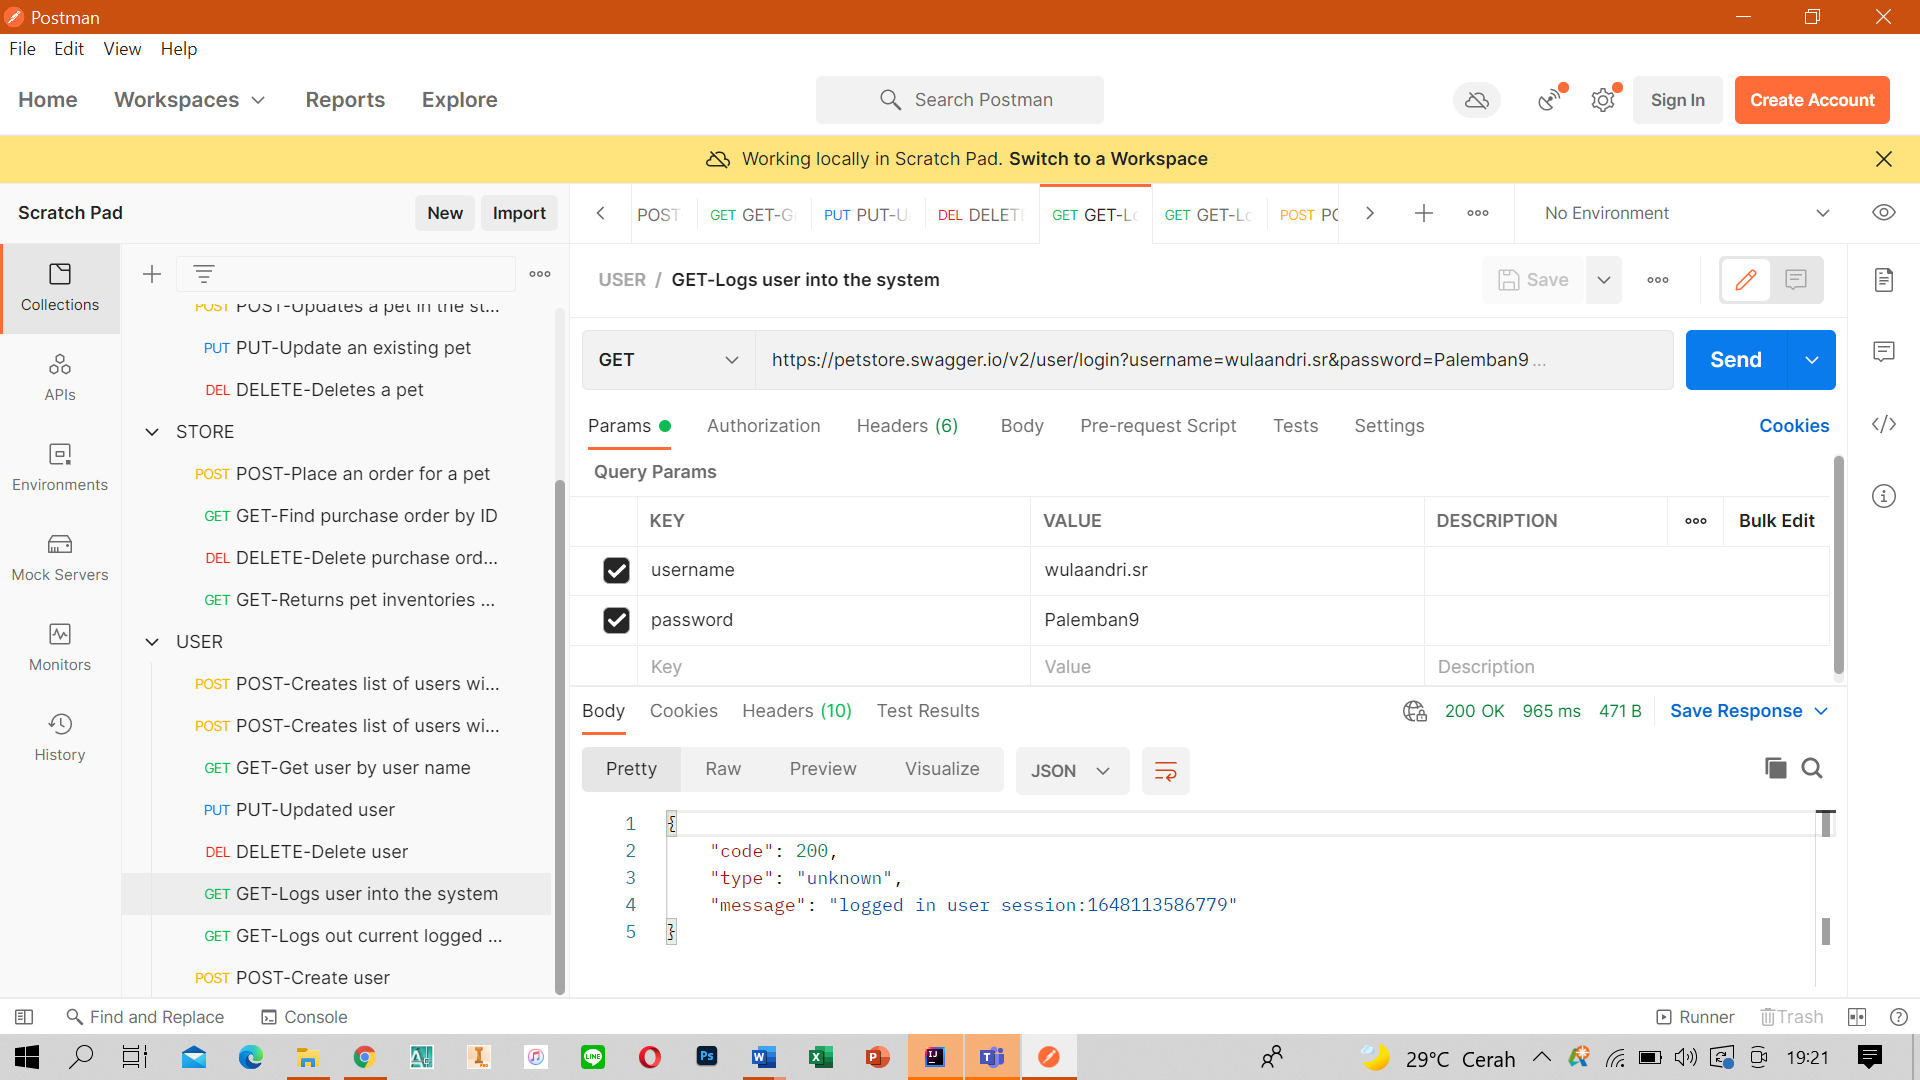 Postman
File Edit View Help
Home Workspaces Reports Explore Search Postman Sign In Create Account
Working locally in Scratch Pad. Switch to a Workspace
Scratch Pad New Import
POST GET GET-G PUT PUT-U DEL DELET GET GET-Lo GET GET-Lo POST PO No Environment
Collections
APIs
Environments
Mock Servers
Monitors
History
POST POST-Updates a pet in the st...
PUT PUT-Update an existing pet
DEL DELETE-Deletes a pet
STORE
POST POST-Place an order for a pet
GET GET-Find purchase order by ID
DEL DELETE-Delete purchase ord...
GET GET-Returns pet inventories ...
USER
POST POST-Creates list of users wi...
POST POST-Creates list of users wi...
GET GET-Get user by user name
PUT PUT-Updated user
DEL DELETE-Delete user
GET GET-Logs user into the system
GET GET-Logs out current logged ...
POST POST-Create user
USER / GET-Logs user into the system Save
GET https://petstore.swagger.io/v2/user/login?username=wulaandri.sr&password=Palemban9 ... Send
Params Authorization Headers (6) Body Pre-request Script Tests Settings Cookies
Query Params
KEY VALUE DESCRIPTION Bulk Edit
username wulaandri.sr
password Palemban9
Key Value Description
Body Cookies Headers (10) Test Results 200 OK 965 ms 471 B Save Response
Pretty Raw Preview Visualize JSON
1 {
2 "code": 200,
3 "type": "unknown",
4 "message": "logged in user session:1648113586779"
5 }
Find and Replace Console Runner Trash
29°C Cerah 19:21